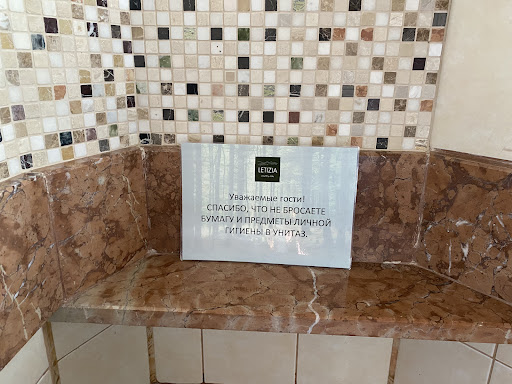 LETIZIA
Уважаемые гости!
СПАСИБО, ЧТО НЕ БРОСАЕТЕ
БУМАГУ И ПРЕДМЕТЫ ЛИЧНОЙ
ГИГИЕНЫ В УНИТАЗ.